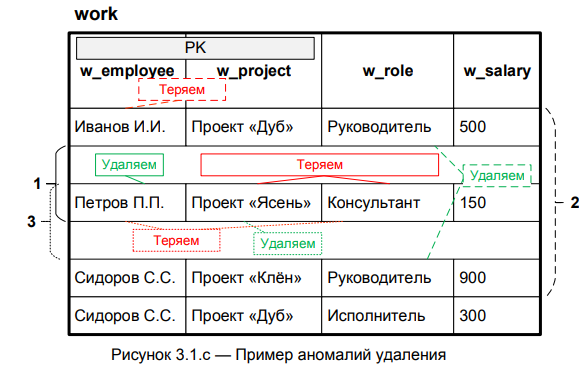 work
PK
w_employee w_project w_role w_salary
Теряем
Иванов И.И. Проект «Дуб» Руководитель 500
Удаляем Теряем Удаляем
1
2
Петров П.П. Проект «Ясень» Консультант 150
3
Теряем Удаляем
Сидоров С.С. Проект «Клён» Руководитель 900
Сидоров С.С. Проект «Дуб» Исполнитель 300
Рисунок 3.1.c — Пример аномалий удаления